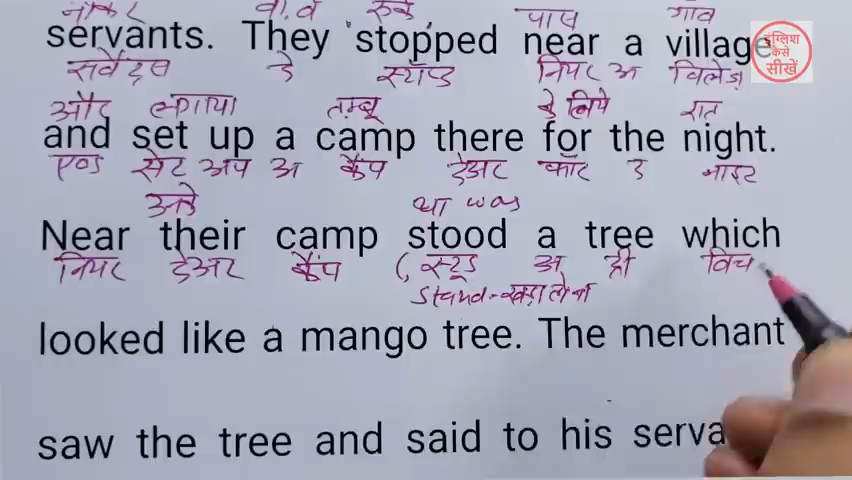 नौकर रुके पास गाँव
servants. They stopped near a village
सर्वेंट्स दे स्टॉप्ड नियर अ विलेज
इंग्लिश
कैसे
सीखें
और लगाया तम्बू के लिये रात
and set up a camp there for the night.
एण्ड सेट अप अ कैंप देअर फॉर द नाइट
उनके था was
Near their camp stood a tree which
नियर देअर कैंप स्टूड अ ट्री विच
stand - खड़ा होना
looked like a mango tree. The merchant
saw the tree and said to his serva